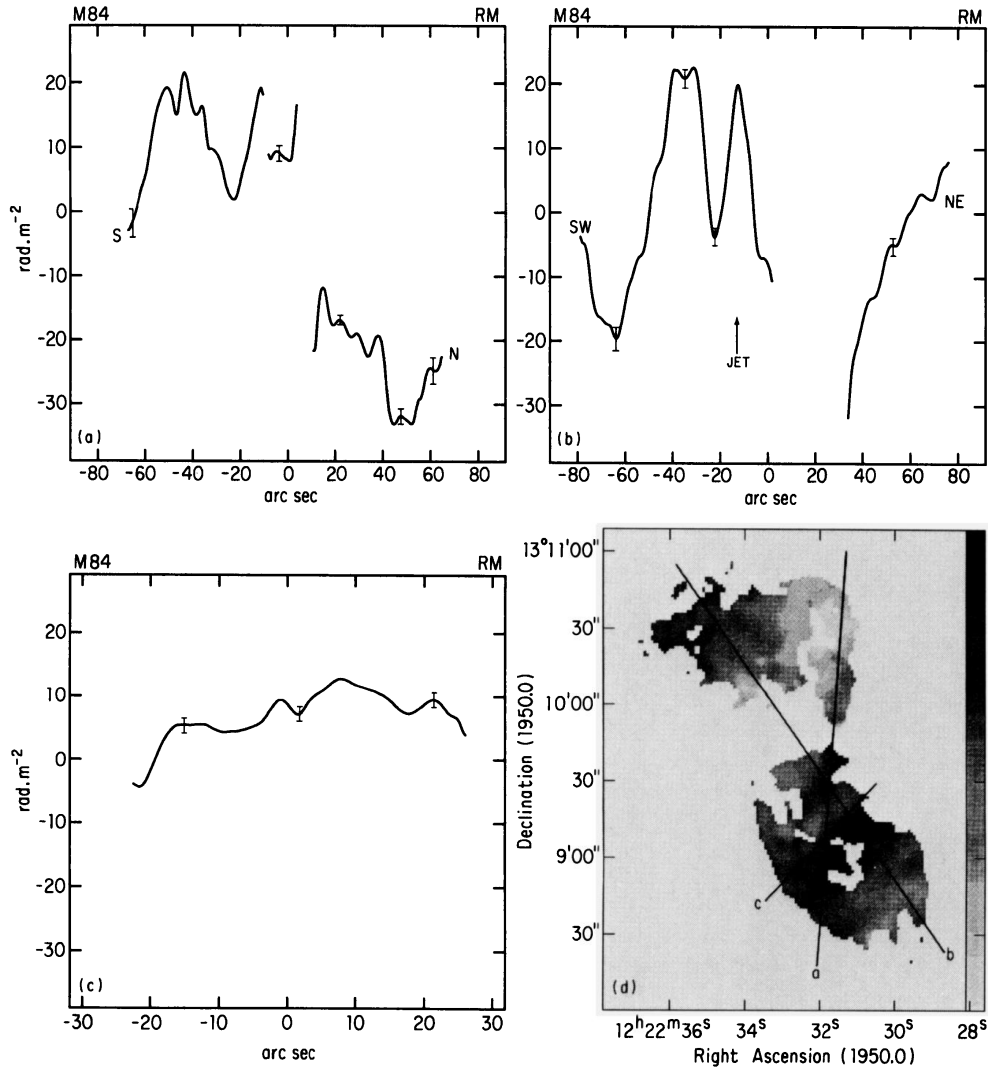 M84 RM
20
10
0
-10
-20
-30
rad.m⁻²
S
N
(a)
-80 -60 -40 -20 0 20 40 60 80
arc sec
M84 RM
20
10
0
-10
-20
-30
SW
NE
JET
(b)
-80 -60 -40 -20 0 20 40 60 80
arc sec
M84 RM
20
10
0
-10
-20
-30
rad.m⁻²
(c)
-30 -20 -10 0 10 20 30
arc sec
13°11'00"
30"
10'00"
30"
9'00"
30"
Declination (1950.0)
c
a
b
(d)
12ʰ22ᵐ36ˢ 34ˢ 32ˢ 30ˢ 28ˢ
Right Ascension (1950.0)